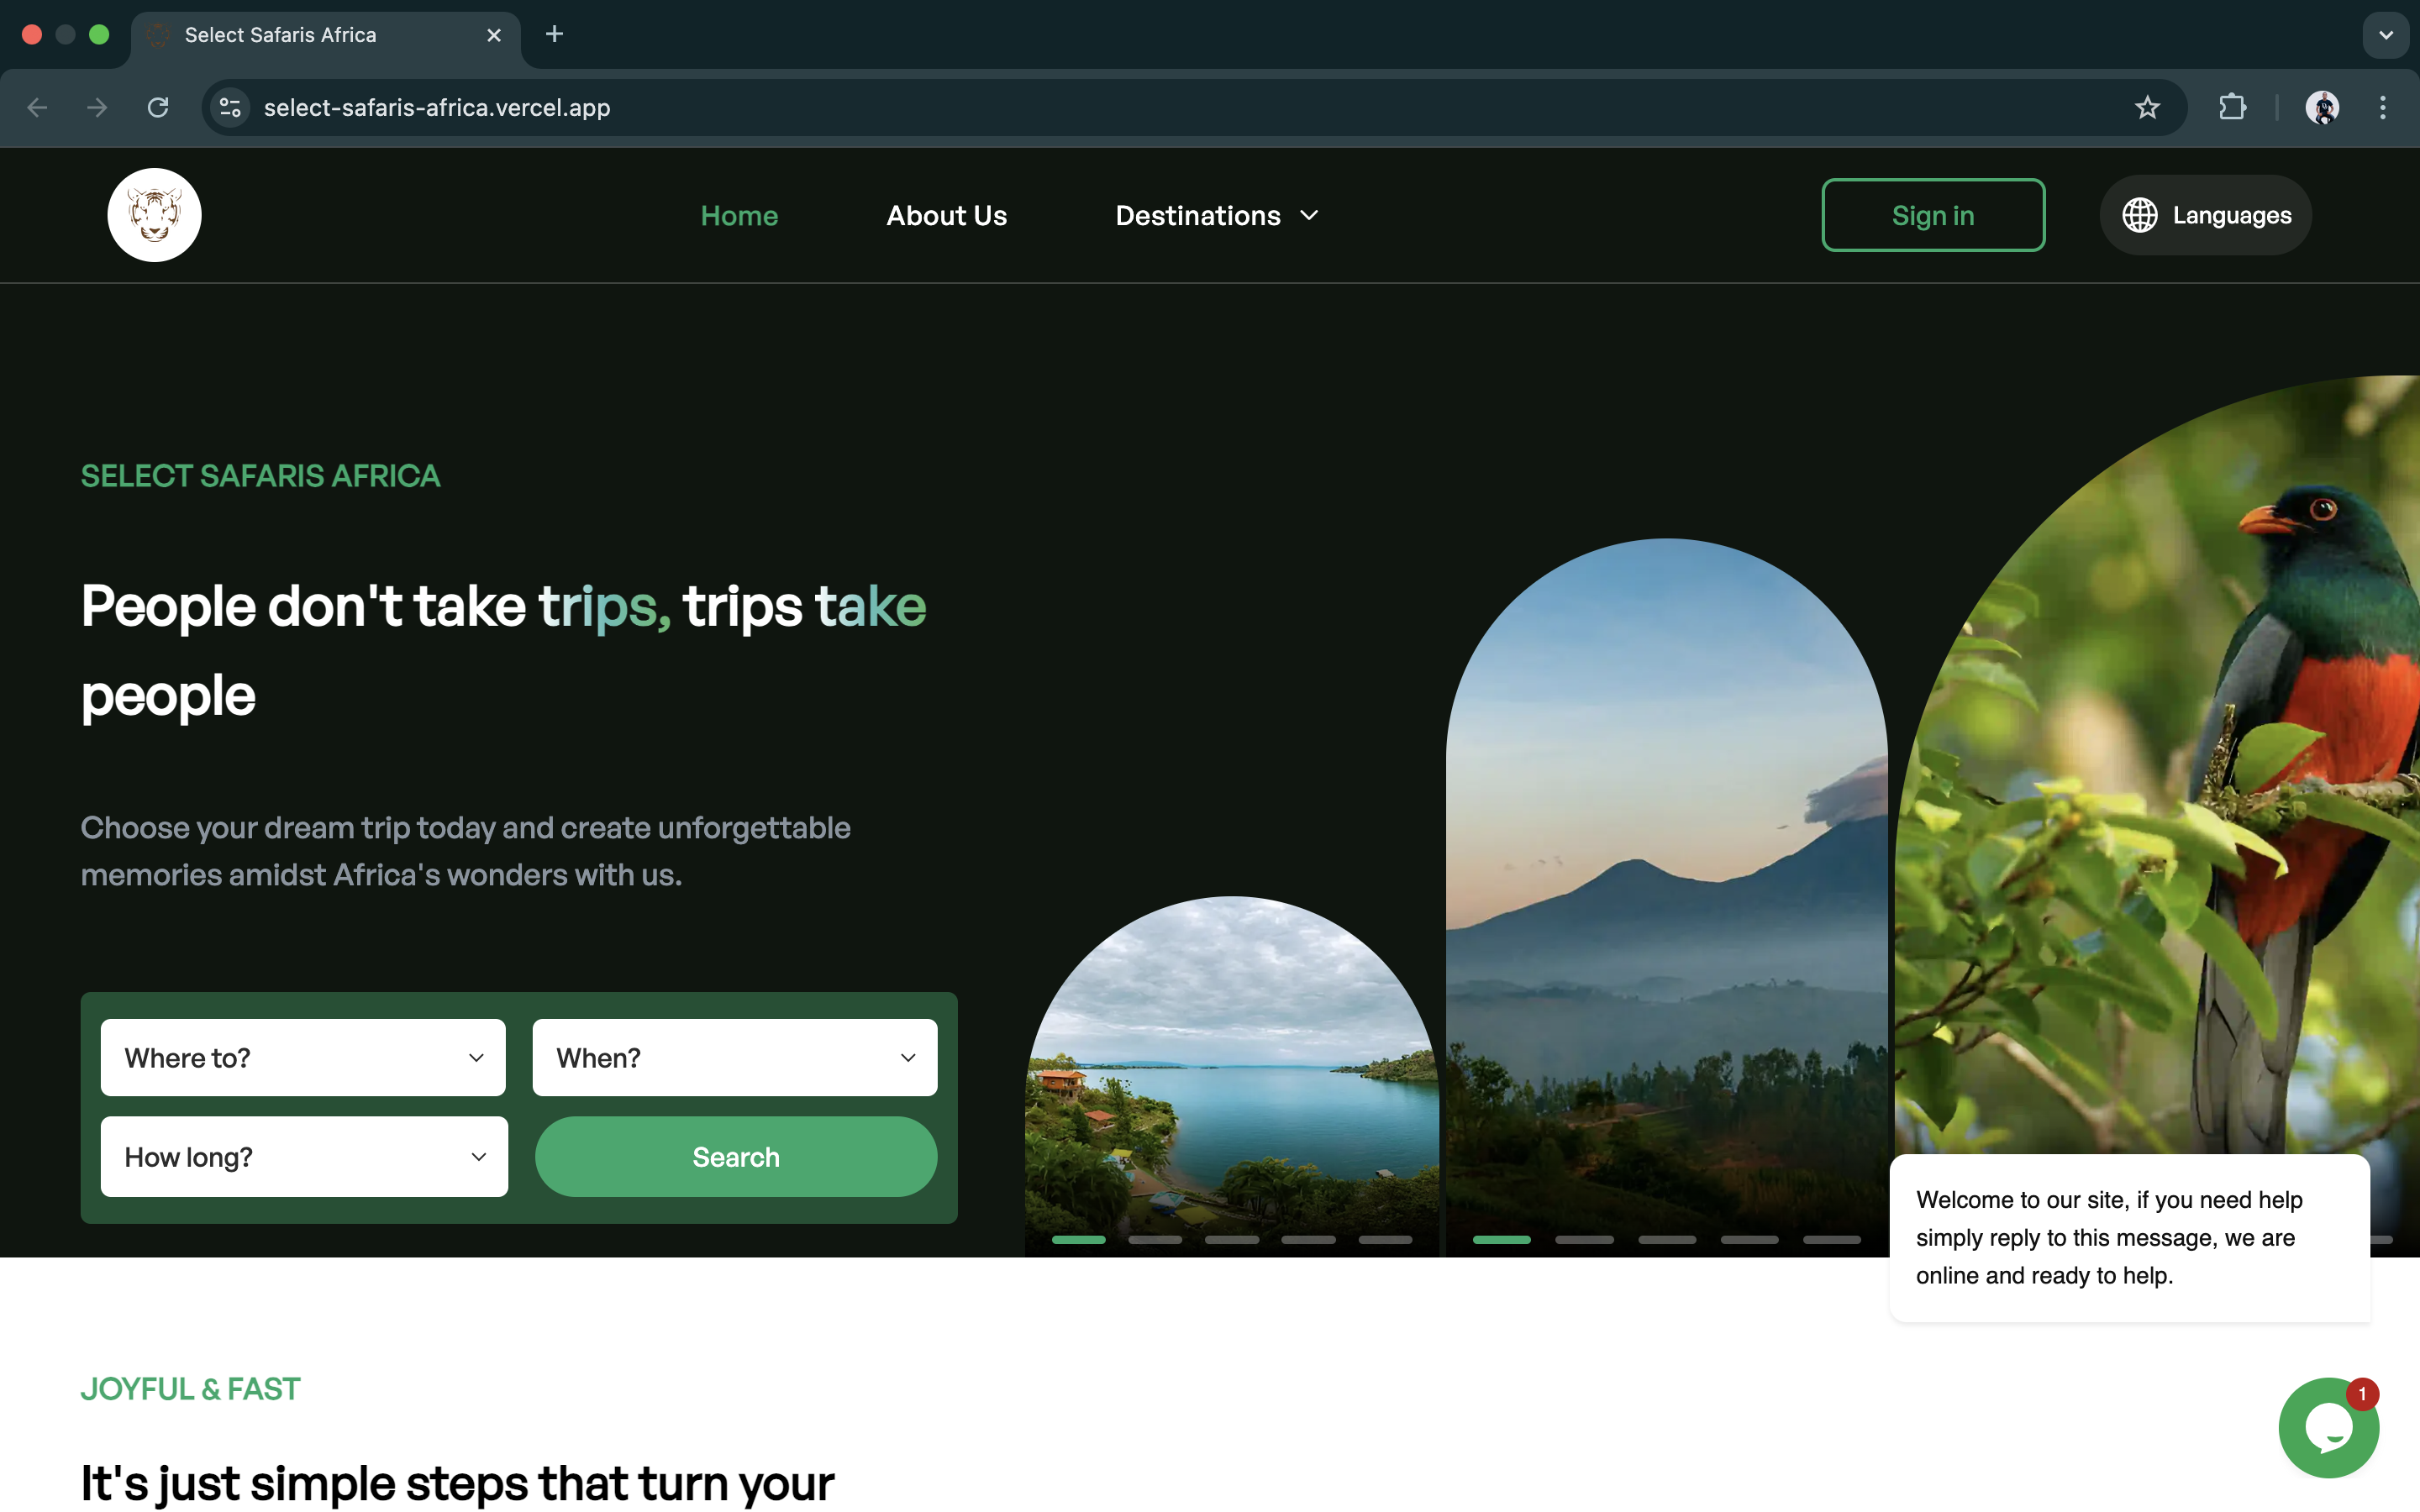 Select Safaris Africa
select-safaris-africa.vercel.app
Home
About Us
Destinations
Sign in
Languages
SELECT SAFARIS AFRICA
People don't take trips, trips take
people
Choose your dream trip today and create unforgettable
memories amidst Africa's wonders with us.
Where to?
When?
How long?
Search
Welcome to our site, if you need help
simply reply to this message, we are
online and ready to help.
JOYFUL & FAST
1
It's just simple steps that turn your